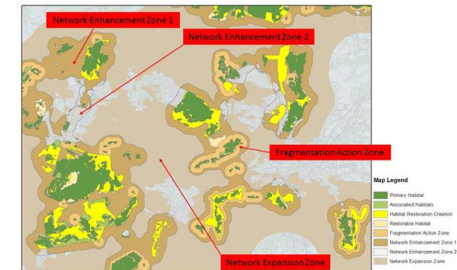 Network Enhancement Zone 1
Network Enhancement Zone 2
Fragmentation Action Zone
Network Expansion Zone
Map Legend
Primary Habitat
Associated Habitats
Habitat Restoration-Creation
Restorable Habitat
Fragmentation Action Zone
Network Enhancement Zone 1
Network Enhancement Zone 2
Network Expansion Zone